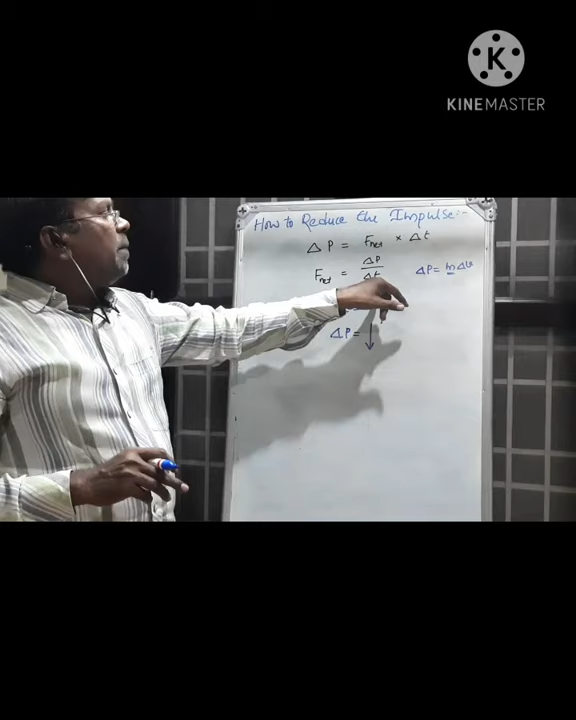 KINEMASTER
How to Reduce the Impulse:-
ΔP = Fnet × Δt
Fnet = ΔP/Δt
ΔP = mΔv
ΔP = ↓